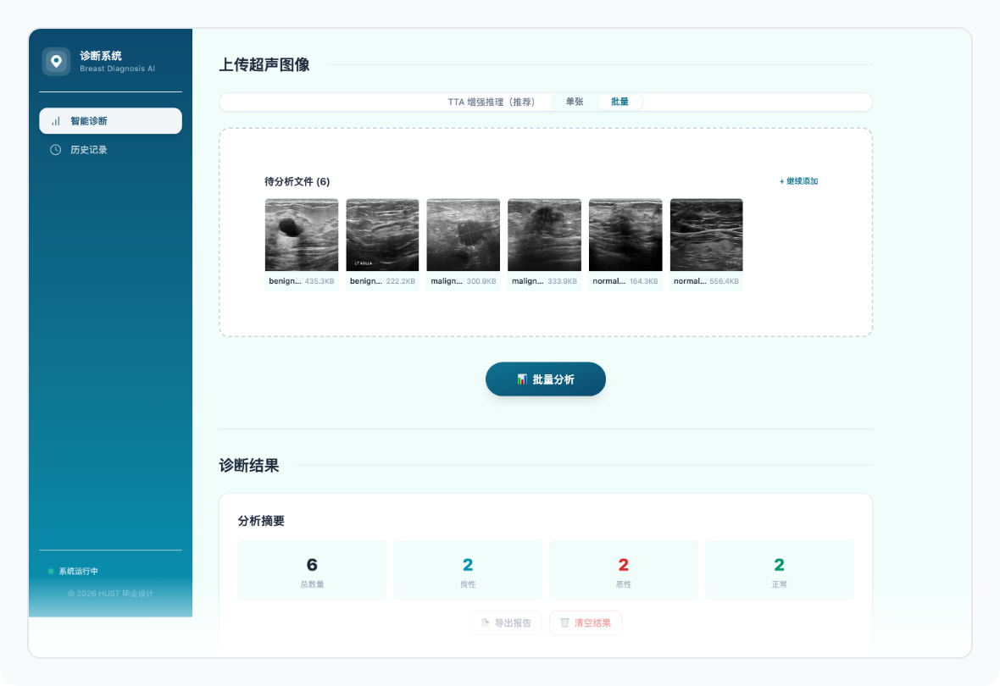 诊断系统
Breast Diagnosis AI
智能诊断
历史记录
系统运行中
© 2026 HUST 毕业设计
上传超声图像
TTA 增强推理（推荐） 单张 批量
待分析文件 (6) + 继续添加
LT AXILLA
benign... 435.3KB benign... 222.2KB malign... 300.9KB malign... 333.9KB normal... 164.3KB normal... 556.4KB
批量分析
诊断结果
分析摘要
6 2 2 2
总数量 良性 恶性 正常
导出报告 清空结果